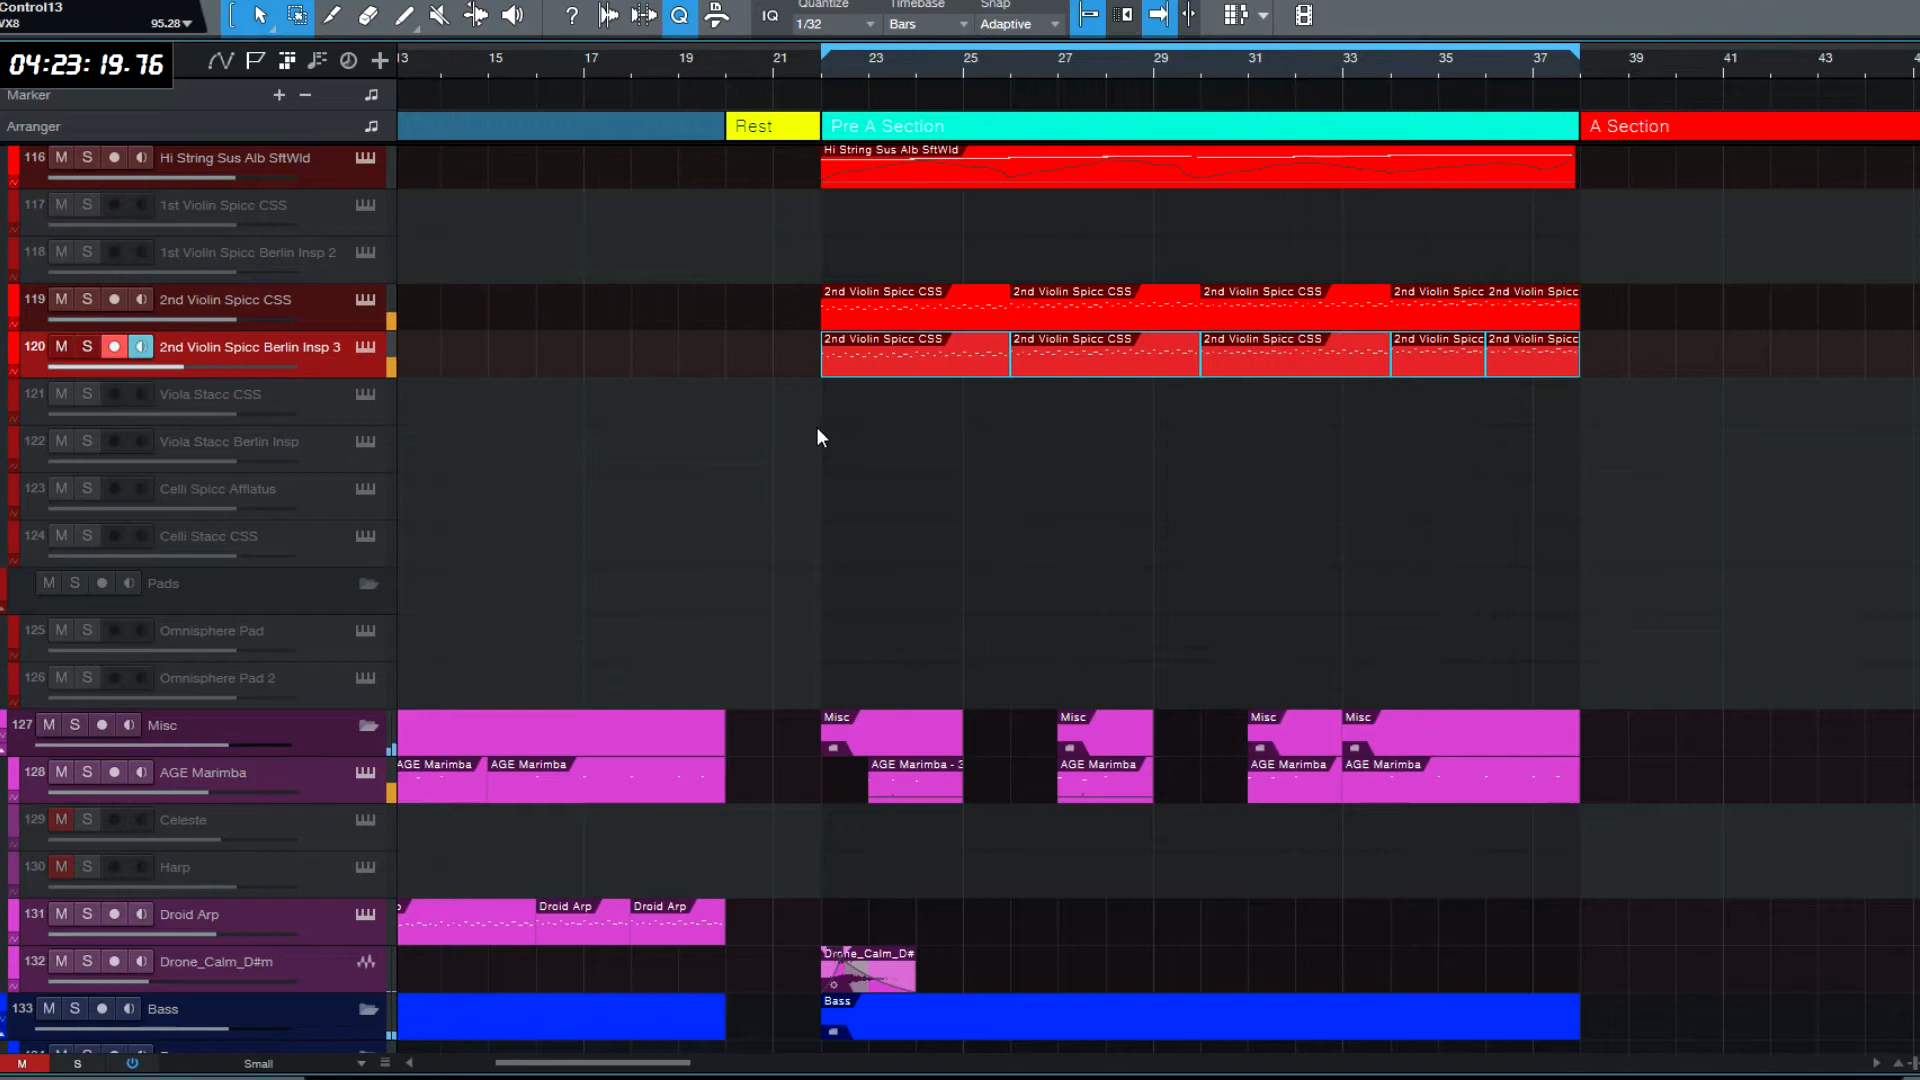 Control13
VX8
95.28
IQ
Quantize
1/32
Timebase
Bars
Snap
Adaptive
04:23:19.76
13 15 17 19 21 23 25 27 29 31 33 35 37 39 41 43
Marker
Arranger
Rest
Pre A Section
A Section
116 M S Hi String Sus Alb SftWld
Hi String Sus Alb SftWld
117 M S 1st Violin Spicc CSS
118 M S 1st Violin Spicc Berlin Insp 2
119 M S 2nd Violin Spicc CSS
2nd Violin Spicc CSS 2nd Violin Spicc CSS 2nd Violin Spicc CSS 2nd Violin Spicc 2nd Violin Spicc
120 M S 2nd Violin Spicc Berlin Insp 3
2nd Violin Spicc CSS 2nd Violin Spicc CSS 2nd Violin Spicc CSS 2nd Violin Spicc 2nd Violin Spicc
121 M S Viola Stacc CSS
122 M S Viola Stacc Berlin Insp
123 M S Celli Spicc Afflatus
124 M S Celli Stacc CSS
M S Pads
125 M S Omnisphere Pad
126 M S Omnisphere Pad 2
127 M S Misc
Misc Misc Misc Misc
128 M S AGE Marimba
AGE Marimba AGE Marimba AGE Marimba - 3 AGE Marimba AGE Marimba AGE Marimba
129 M S Celeste
130 M S Harp
131 M S Droid Arp
Droid Arp Droid Arp
132 M S Drone_Calm_D#m
Drone_Calm_D#
133 M S Bass
Bass
M S Small